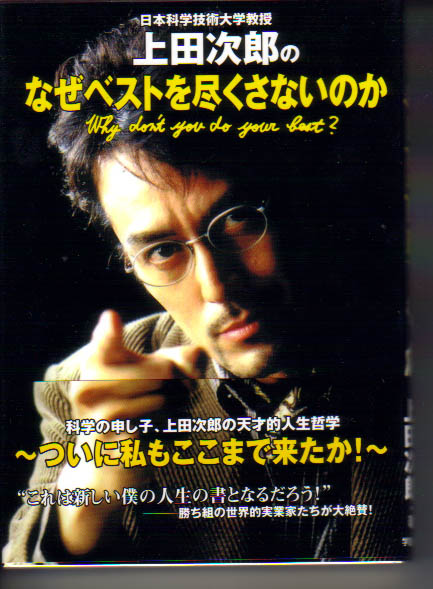 日本科学技術大学教授
上田次郎の
なぜベストを尽くさないのか
Why don't you do your best?
科学の申し子、上田次郎の天才的人生哲学
〜ついに私もここまで来たか!〜
“これは新しい僕の人生の書となるだろう!”
――勝ち組の世界的実業家たちが大絶賛!
上田次郎
学